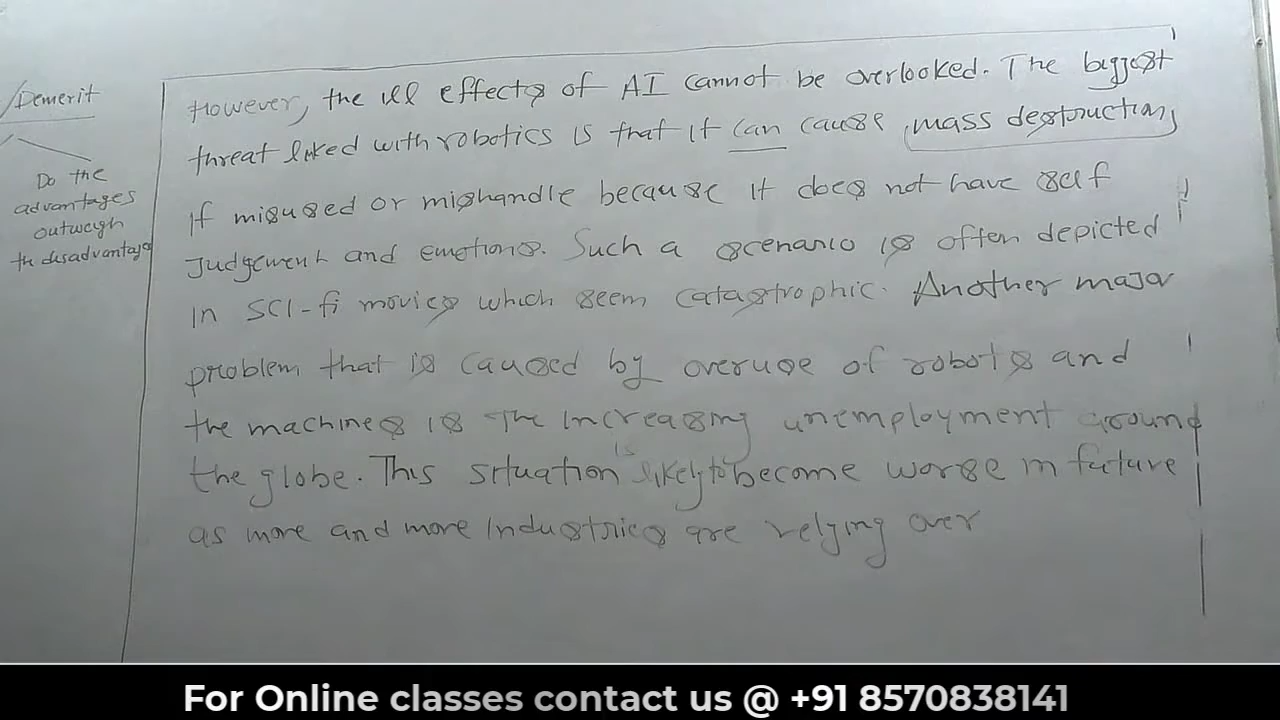 Demerit
Do the
advantages
outweigh
the disadvantage
However, the ill effects of AI cannot be overlooked. The biggest
threat liked with robotics is that it can cause mass destruction,
if misused or mishandle because it does not have self
Judgement and emotions. Such a scenario is often depicted
in SCI-fi movies which seem catastrophic. Another major
problem that is caused by overuse of robots and
the machines is the increasing unemployment around
the globe. This situation is likely to become worse in future
as more and more industries are relying over
For Online classes contact us @ +91 8570838141